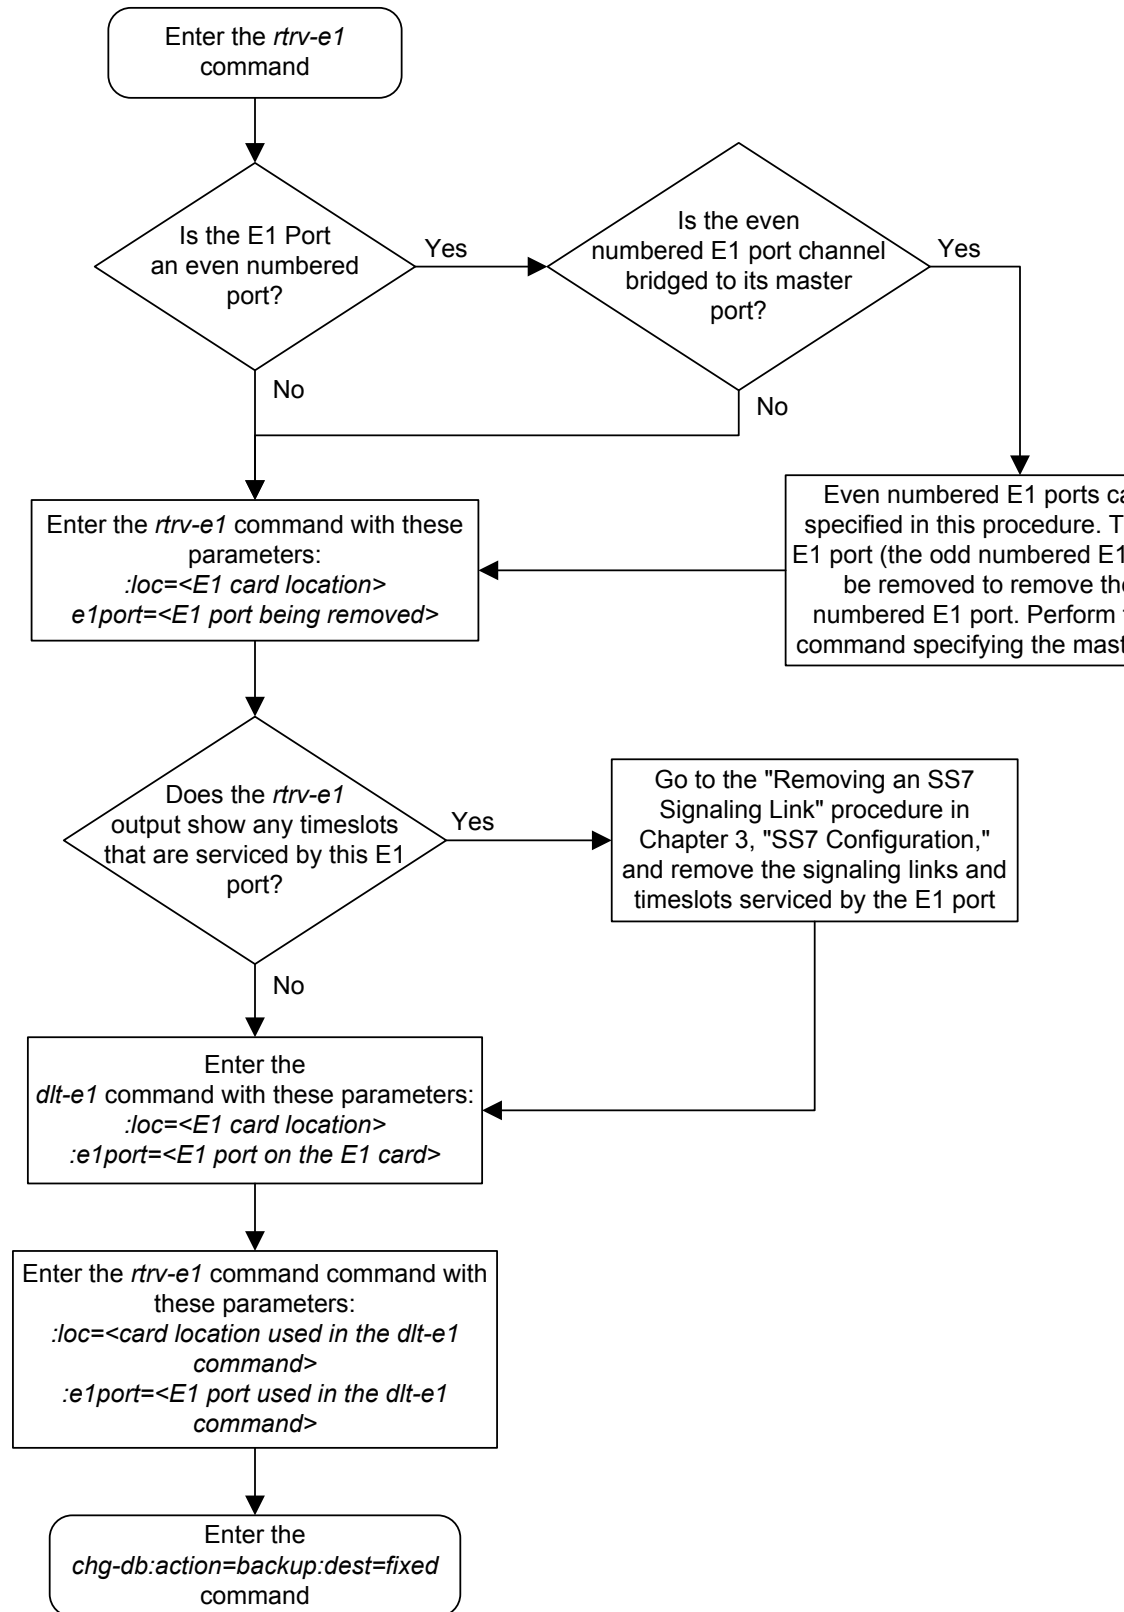 Enter the rtrv-e1
command
Is the E1 Port
an even numbered
port?
Yes
Is the even
numbered E1 port channel
bridged to its master
port?
Yes
No
No
Enter the rtrv-e1 command with these
parameters:
:loc=<E1 card location>
e1port=<E1 port being removed>
Even numbered E1 ports
specified in this procedure.
E1 port (the odd numbered E1
be removed to remove
numbered E1 port. Perform
command specifying the
Does the rtrv-e1
output show any timeslots
that are serviced by this E1
port?
Yes
Go to the "Removing an SS7
Signaling Link" procedure in
Chapter 3, "SS7 Configuration,"
and remove the signaling links and
timeslots serviced by the E1 port
No
Enter the
dlt-e1 command with these parameters:
:loc=<E1 card location>
:e1port=<E1 port on the E1 card>
Enter the rtrv-e1 command command with
these parameters:
:loc=<card location used in the dlt-e1
command>
:e1port=<E1 port used in the dlt-e1
command>
Enter the
chg-db:action=backup:dest=fixed
command